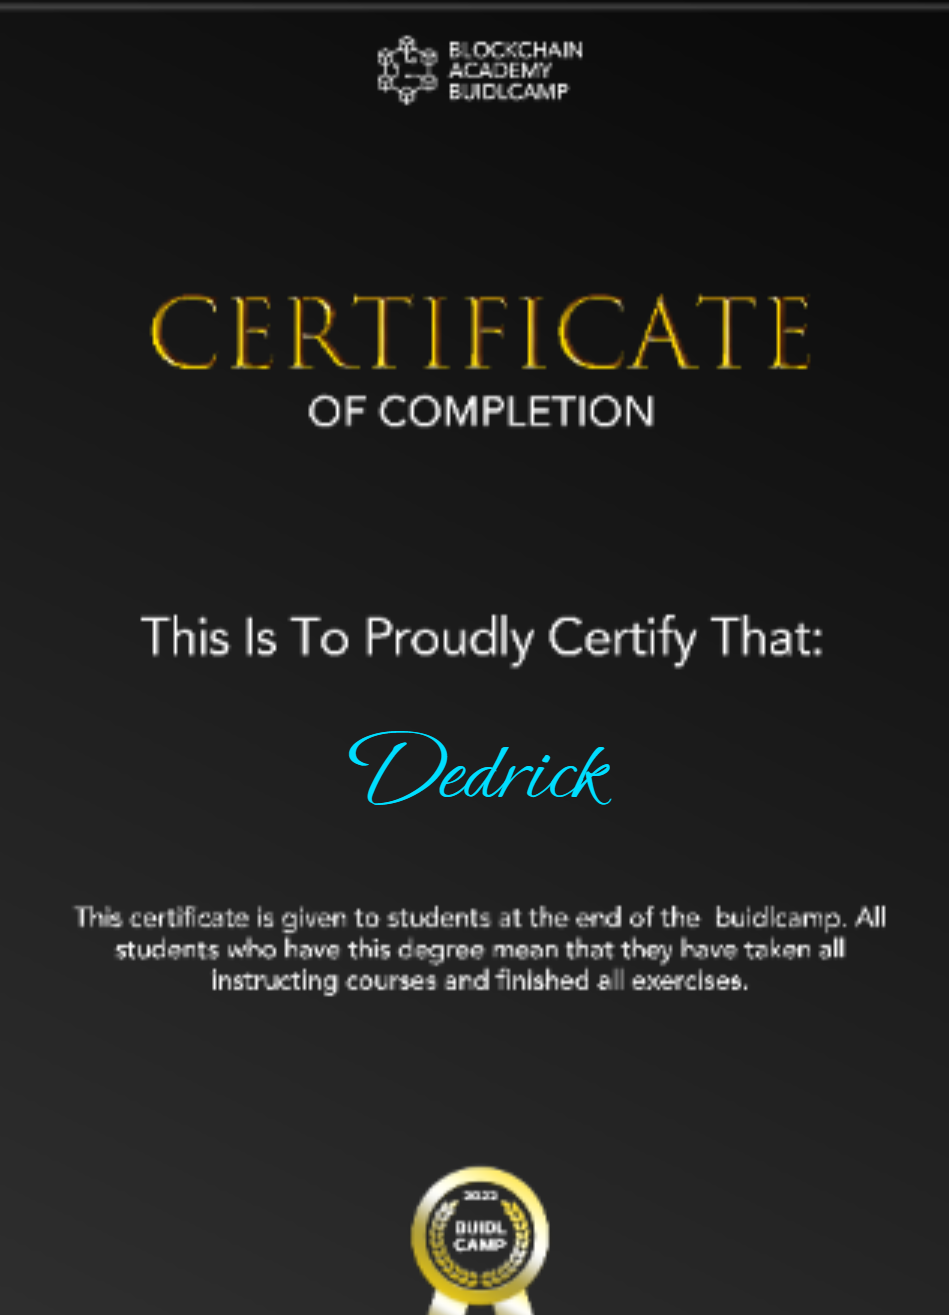 BLOCKCHAIN
ACADEMY
BUIDLCAMP
CERTIFICATE
OF COMPLETION
This Is To Proudly Certify That:
Dedrick
This certificate is given to students at the end of the buidlcamp. All
students who have this degree mean that they have taken all
instructing courses and finished all exercises.
BUIDL
CAMP